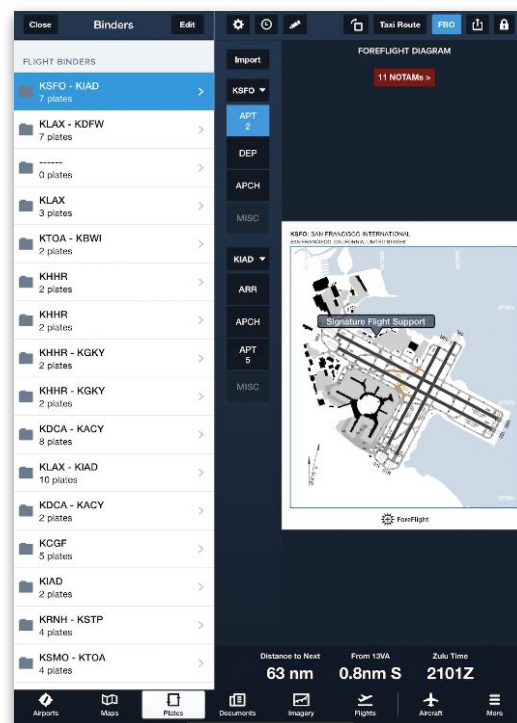 Close
Binders
Edit
Taxi Route
FBO
FLIGHT BINDERS
KSFO - KIAD
7 plates
KLAX - KDFW
7 plates
------
0 plates
KLAX
3 plates
KTOA - KBWI
2 plates
KHHR
2 plates
KHHR
2 plates
KHHR - KGKY
2 plates
KHHR - KGKY
2 plates
KDCA - KACY
8 plates
KLAX - KIAD
10 plates
KDCA - KACY
2 plates
KCGF
5 plates
KIAD
2 plates
KRNH - KSTP
4 plates
KSMO - KTOA
4 plates
Import
KSFO
APT
2
DEP
APCH
MISC
KIAD
ARR
APCH
APT
5
MISC
FOREFLIGHT DIAGRAM
11 NOTAMs >
KSFO: SAN FRANCISCO INTERNATIONAL
SAN FRANCISCO, CALIFORNIA, UNITED STATES
Signature Flight Support
ForeFlight
Distance to Next
63 nm
From 13VA
0.8nm S
Zulu Time
2101Z
Airports
Maps
Plates
Documents
Imagery
Flights
Aircraft
More